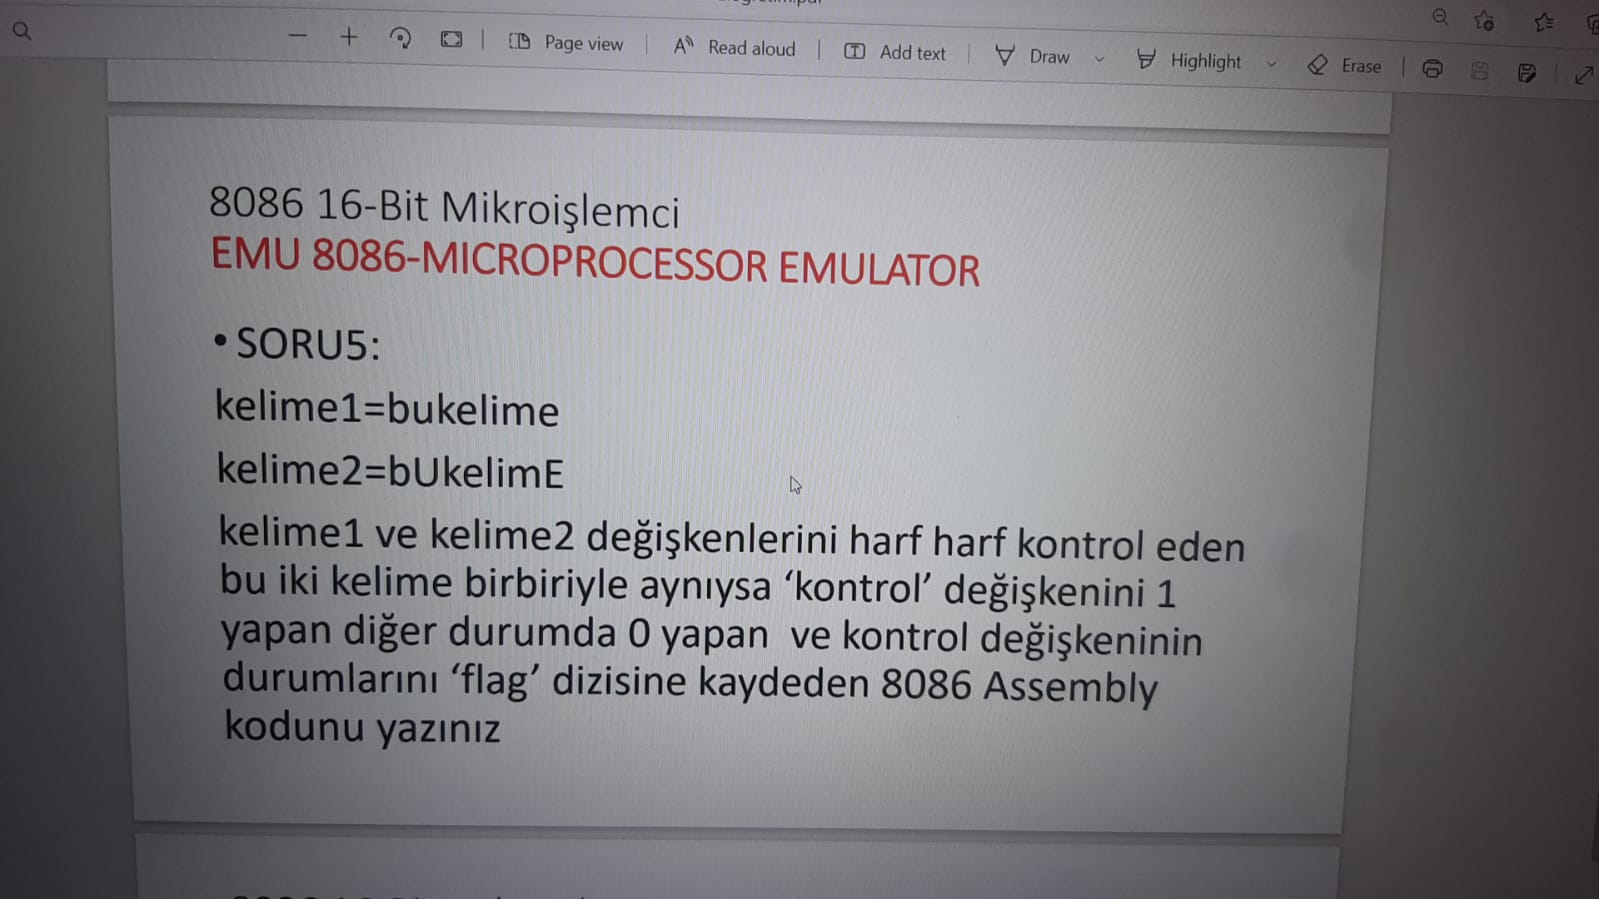 Page view
Read aloud
Add text
Draw
Highlight
Erase
8086 16-Bit Mikroişlemci
EMU 8086-MICROPROCESSOR EMULATOR
• SORU5:
kelime1=bukelime
kelime2=bUkelimE
kelime1 ve kelime2 değişkenlerini harf harf kontrol eden
bu iki kelime birbiriyle aynıysa ‘kontrol’ değişkenini 1
yapan diğer durumda 0 yapan ve kontrol değişkeninin
durumlarını ‘flag’ dizisine kaydeden 8086 Assembly
kodunu yazınız